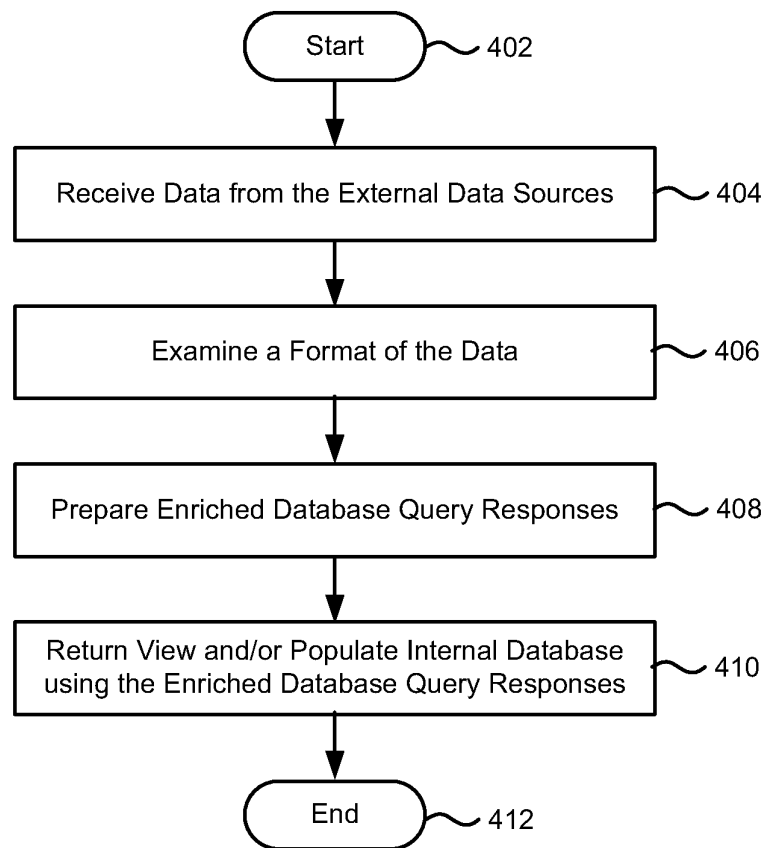 Start
402
Receive Data from the External Data Sources
404
Examine a Format of the Data
406
Prepare Enriched Database Query Responses
408
Return View and/or Populate Internal Database
using the Enriched Database Query Responses
410
End
412